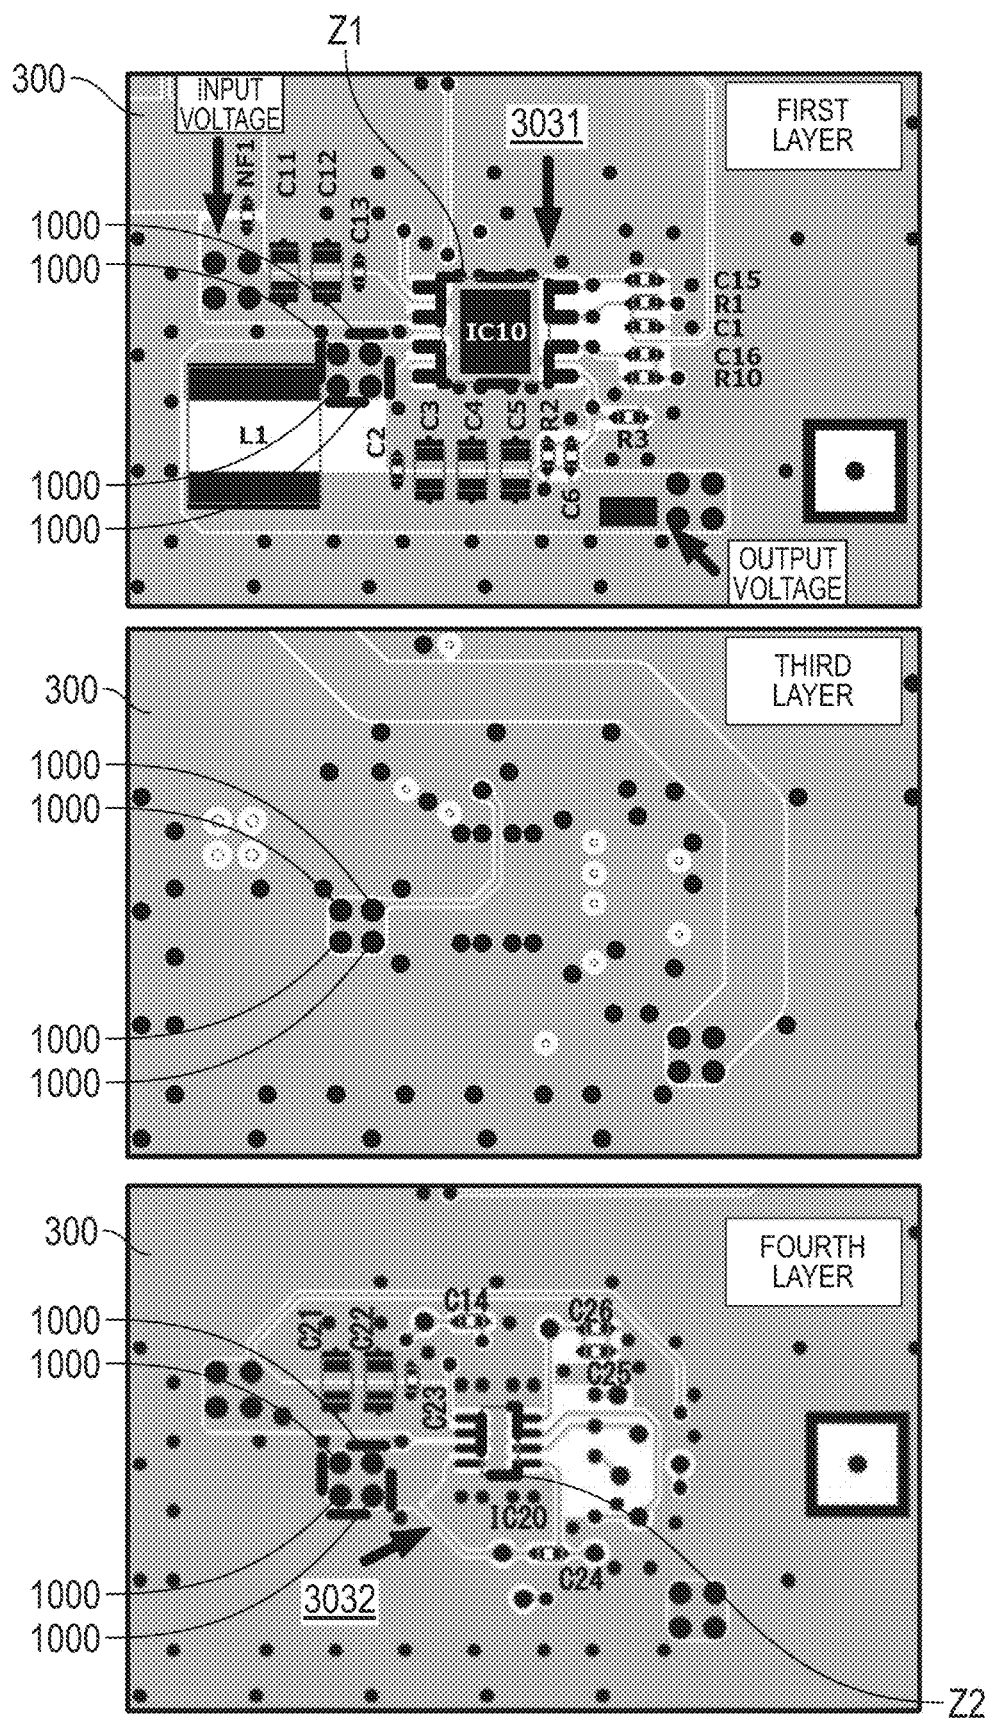 Z1
300
INPUT
VOLTAGE
3031
FIRST
LAYER
NF1
C11
C12
C13
1000
1000
C15
R1
C1
C16
R10
IC10
L1
C2
C3
C4
C5
R2
R3
C6
1000
1000
OUTPUT
VOLTAGE
300
THIRD
LAYER
1000
1000
1000
1000
300
FOURTH
LAYER
1000
1000
C21
C22
C14
C26
C25
C23
IC20
C24
3032
1000
1000
Z2